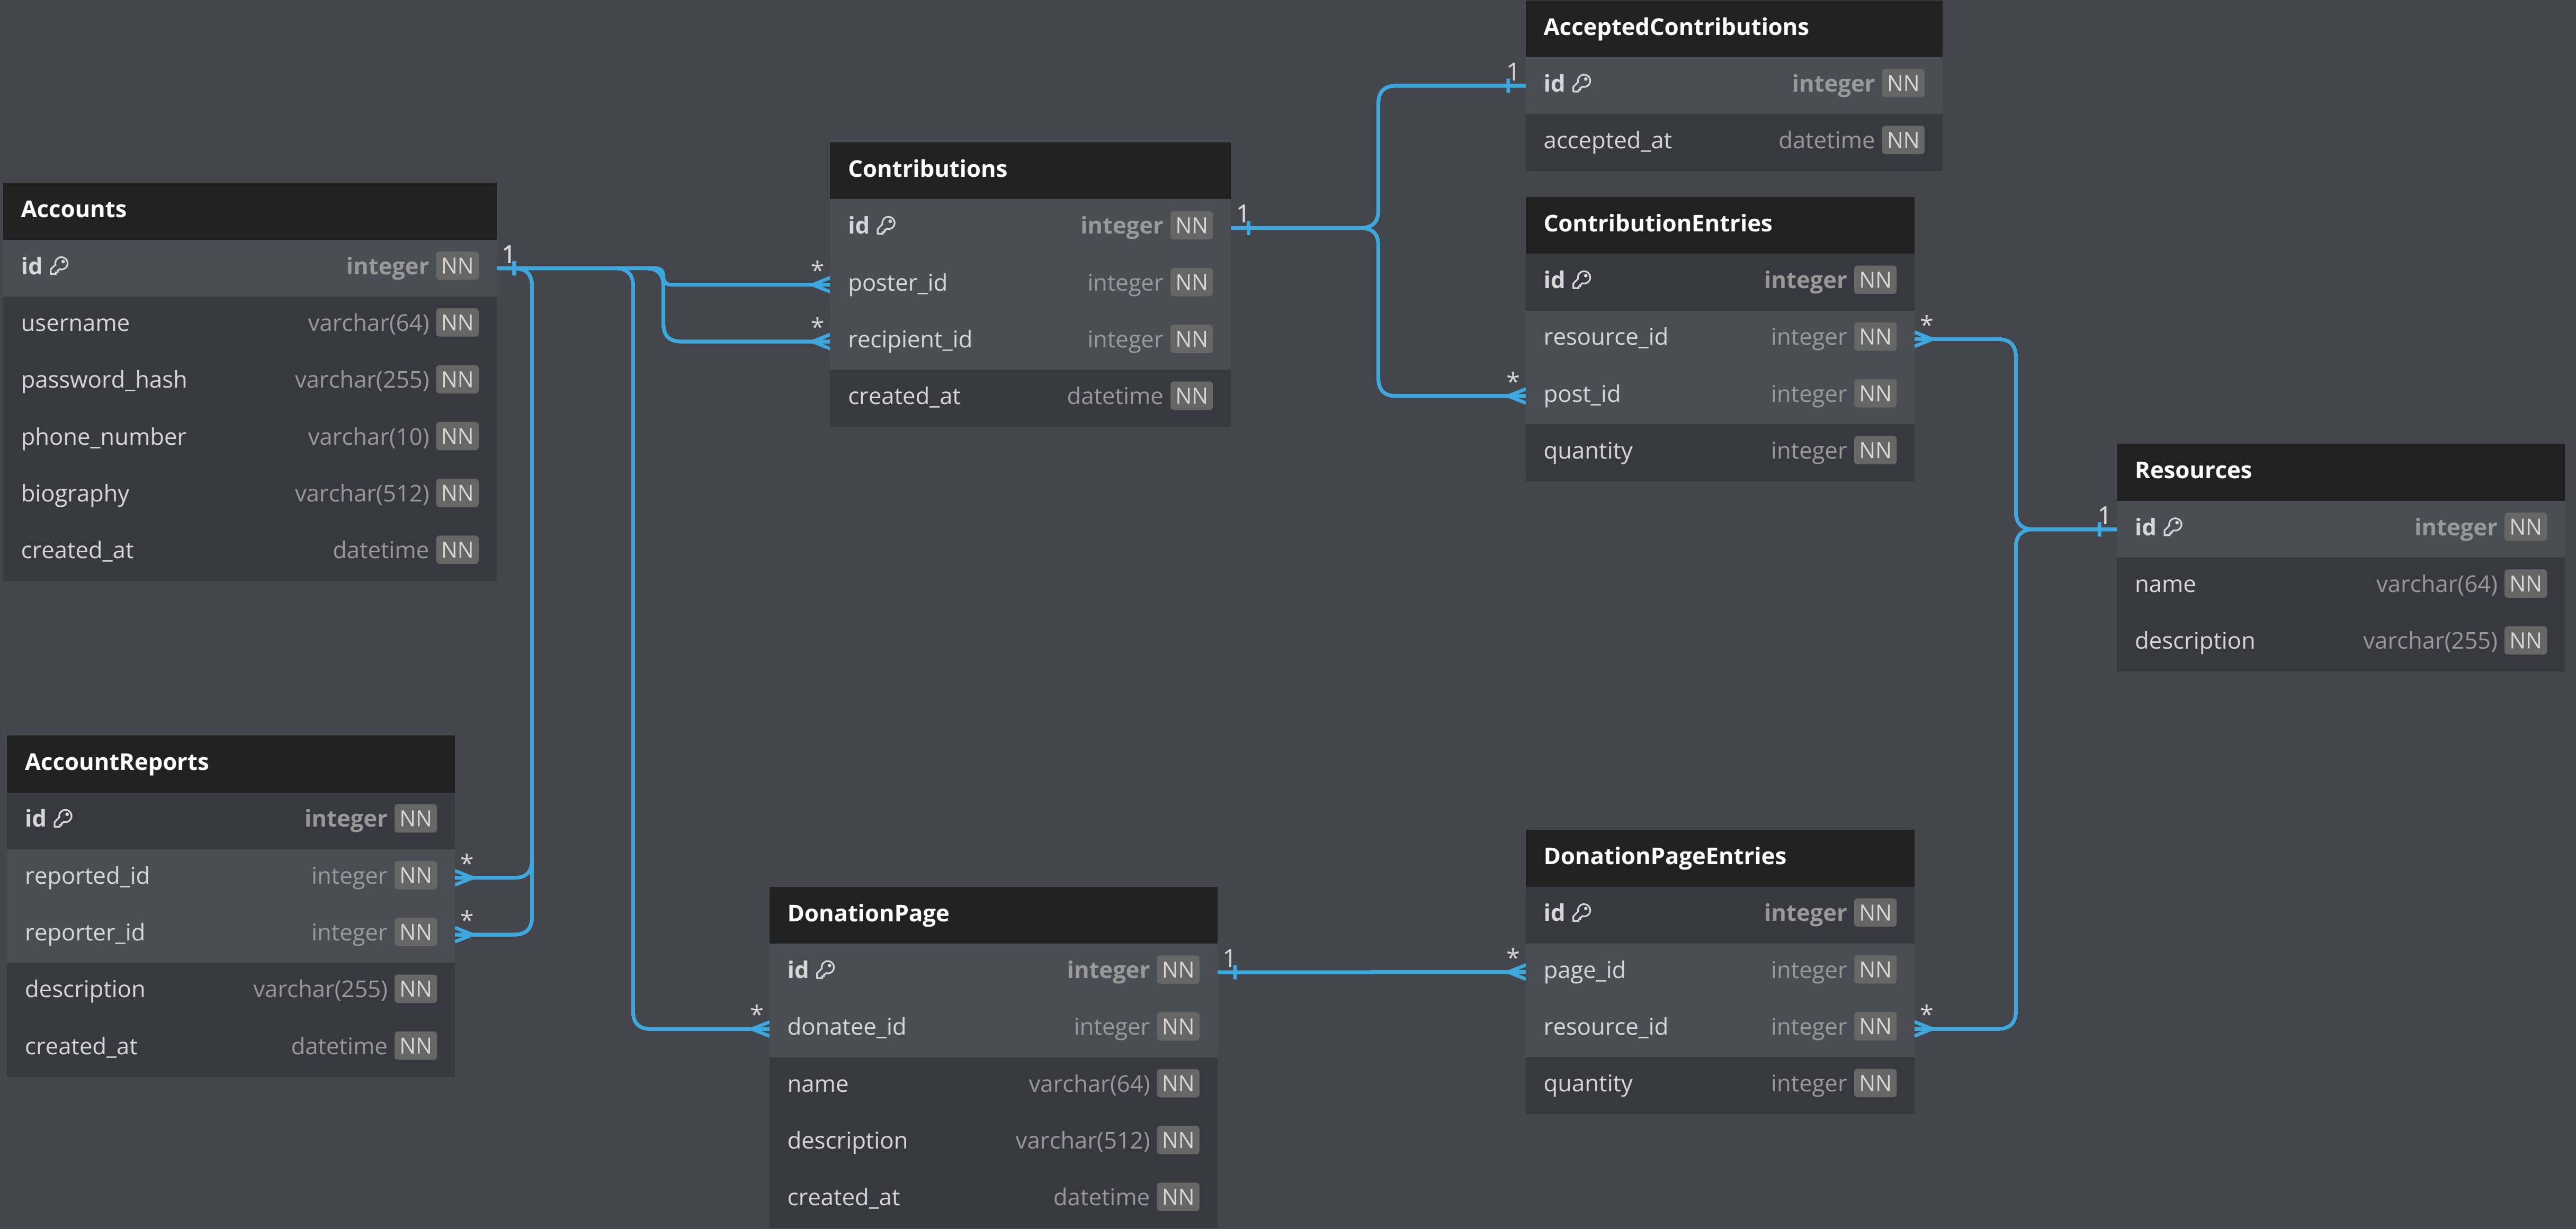 Accounts
id integer NN
username varchar(64) NN
password_hash varchar(255) NN
phone_number varchar(10) NN
biography varchar(512) NN
created_at datetime NN
1
AccountReports
id integer NN
* reported_id integer NN
* reporter_id integer NN
description varchar(255) NN
created_at datetime NN
Contributions
id integer NN
1
* poster_id integer NN
* recipient_id integer NN
created_at datetime NN
DonationPage
id integer NN
1
* donatee_id integer NN
name varchar(64) NN
description varchar(512) NN
created_at datetime NN
AcceptedContributions
1
id integer NN
accepted_at datetime NN
ContributionEntries
id integer NN
resource_id integer NN *
* post_id integer NN
quantity integer NN
DonationPageEntries
id integer NN
* page_id integer NN
resource_id integer NN *
quantity integer NN
Resources
1
id integer NN
name varchar(64) NN
description varchar(255) NN